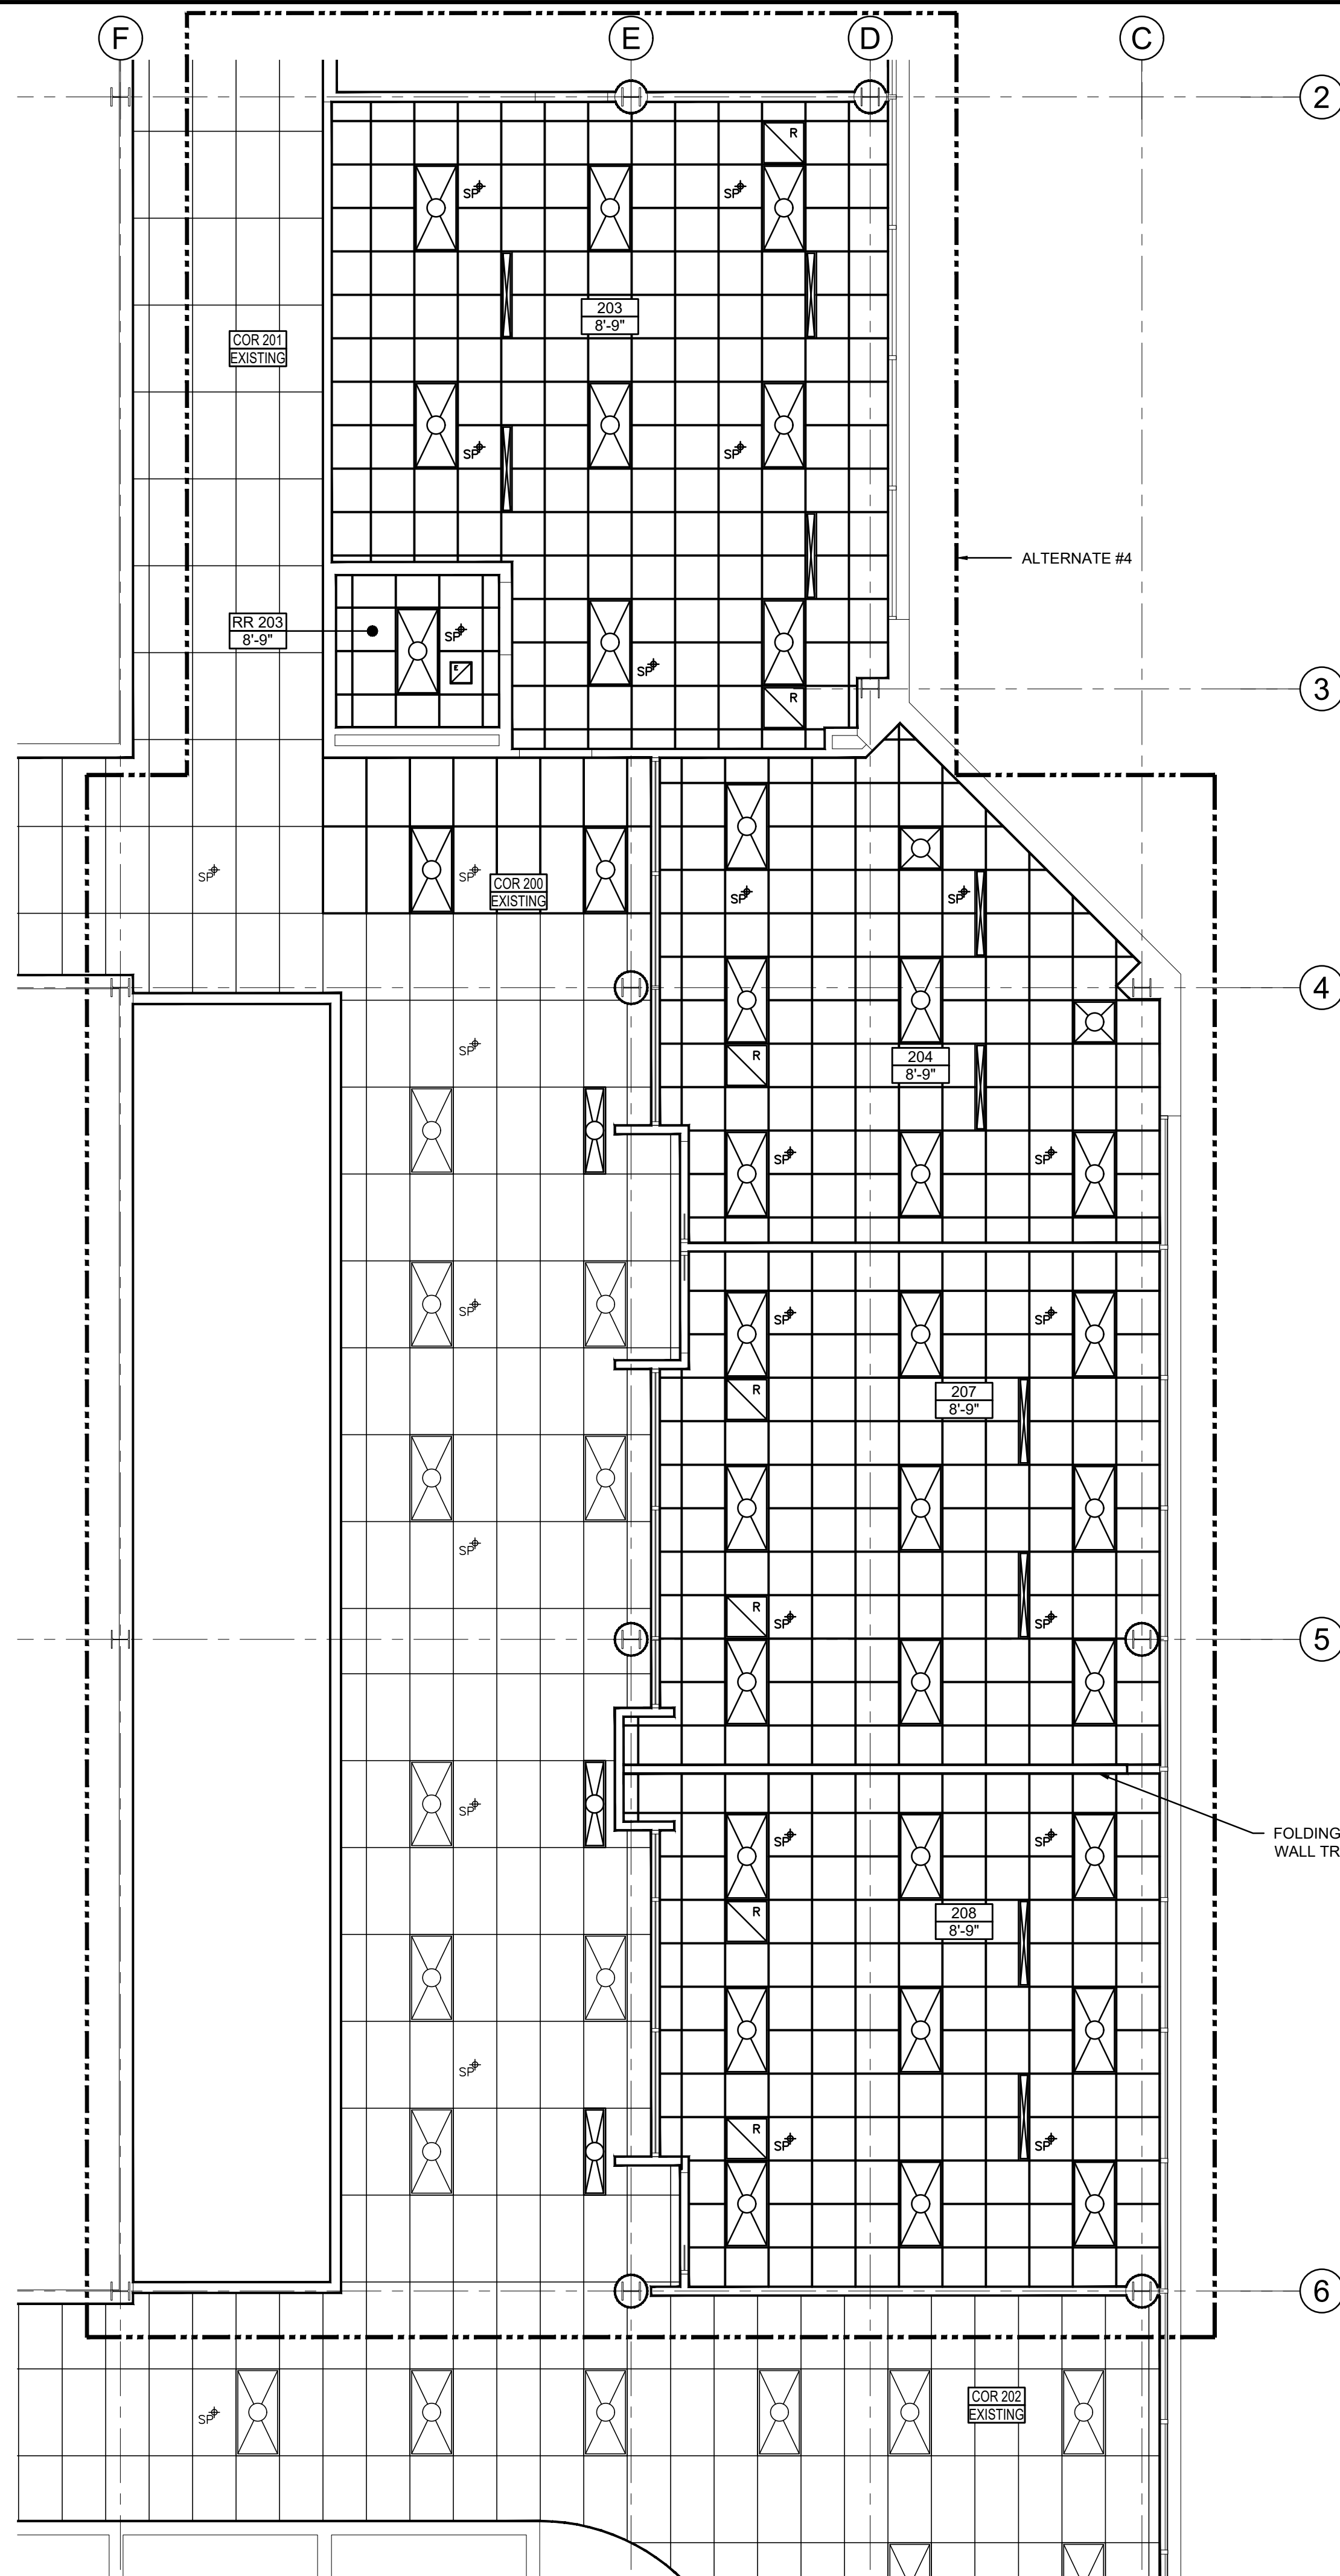 F
E
D
C
2
R
SP
SP
203
8'-9"
COR 201
EXISTING
SP
SP
ALTERNATE #4
RR 203
8'-9"
SP
E
SP
R
3
SP
SP
COR 200
EXISTING
SP
SP
4
SP
R
204
8'-9"
SP
SP
SP
SP
SP
R
207
8'-9"
SP
R
SP
SP
5
SP
SP
SP
FOLDING
WALL TR
R
208
8'-9"
SP
R
SP
SP
6
COR 202
EXISTING
SP